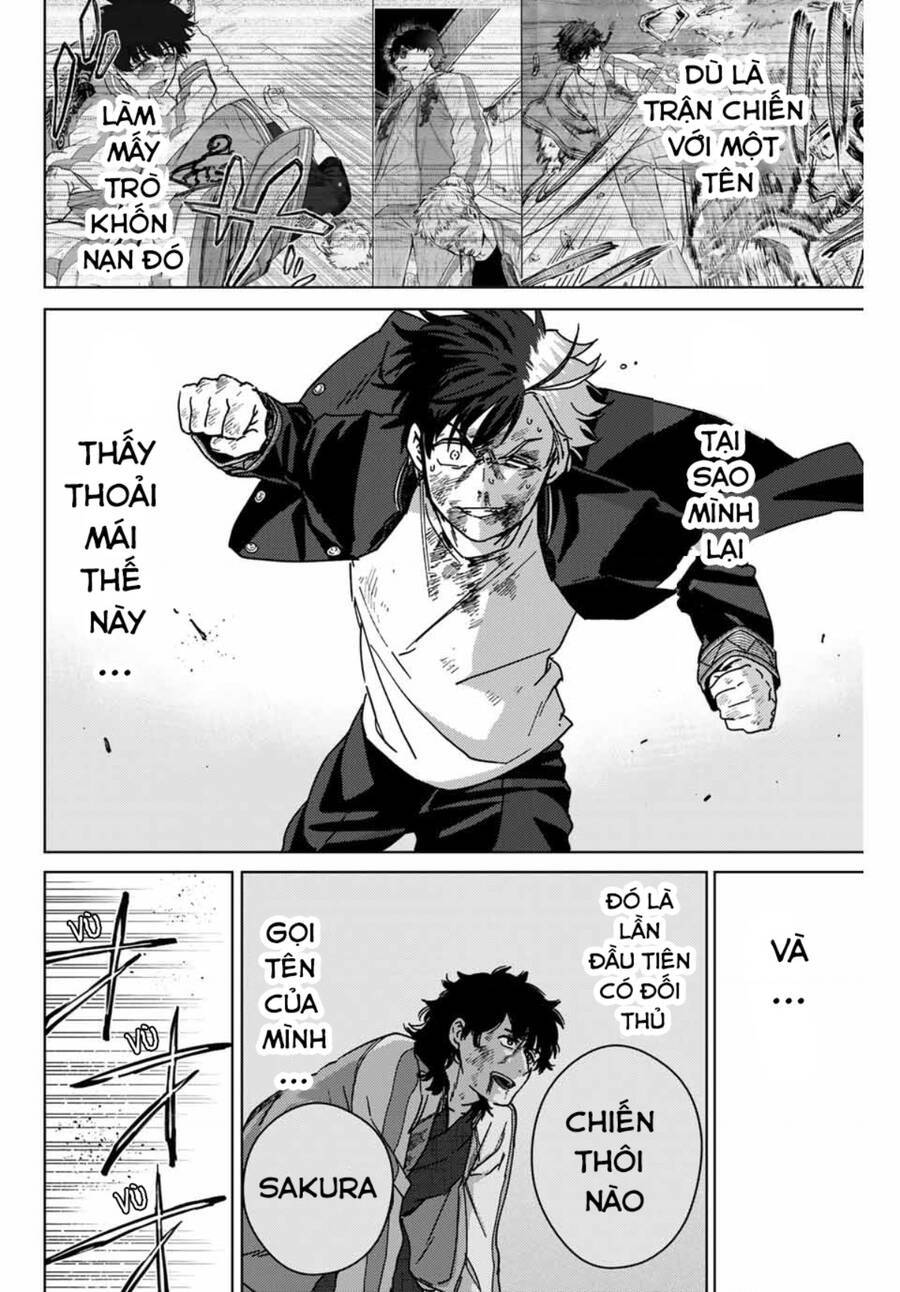 DÙ LÀ
TRẬN CHIẾN
VỚI MỘT
TÊN
LÀM
MẤY
TRÒ
KHỐN
NẠN ĐÓ
TẠI
SAO
MÌNH
LẠI
THẤY
THOẢI
MÁI
THẾ
NÀY
...
VÀ
...
ĐÓ LÀ
LẦN
ĐẦU TIÊN
CÓ ĐỐI
THỦ
GỌI
TÊN
CỦA
MÌNH
...
CHIẾN
THÔI
NÀO
SAKURA
VÙ
VÙ
VÙ